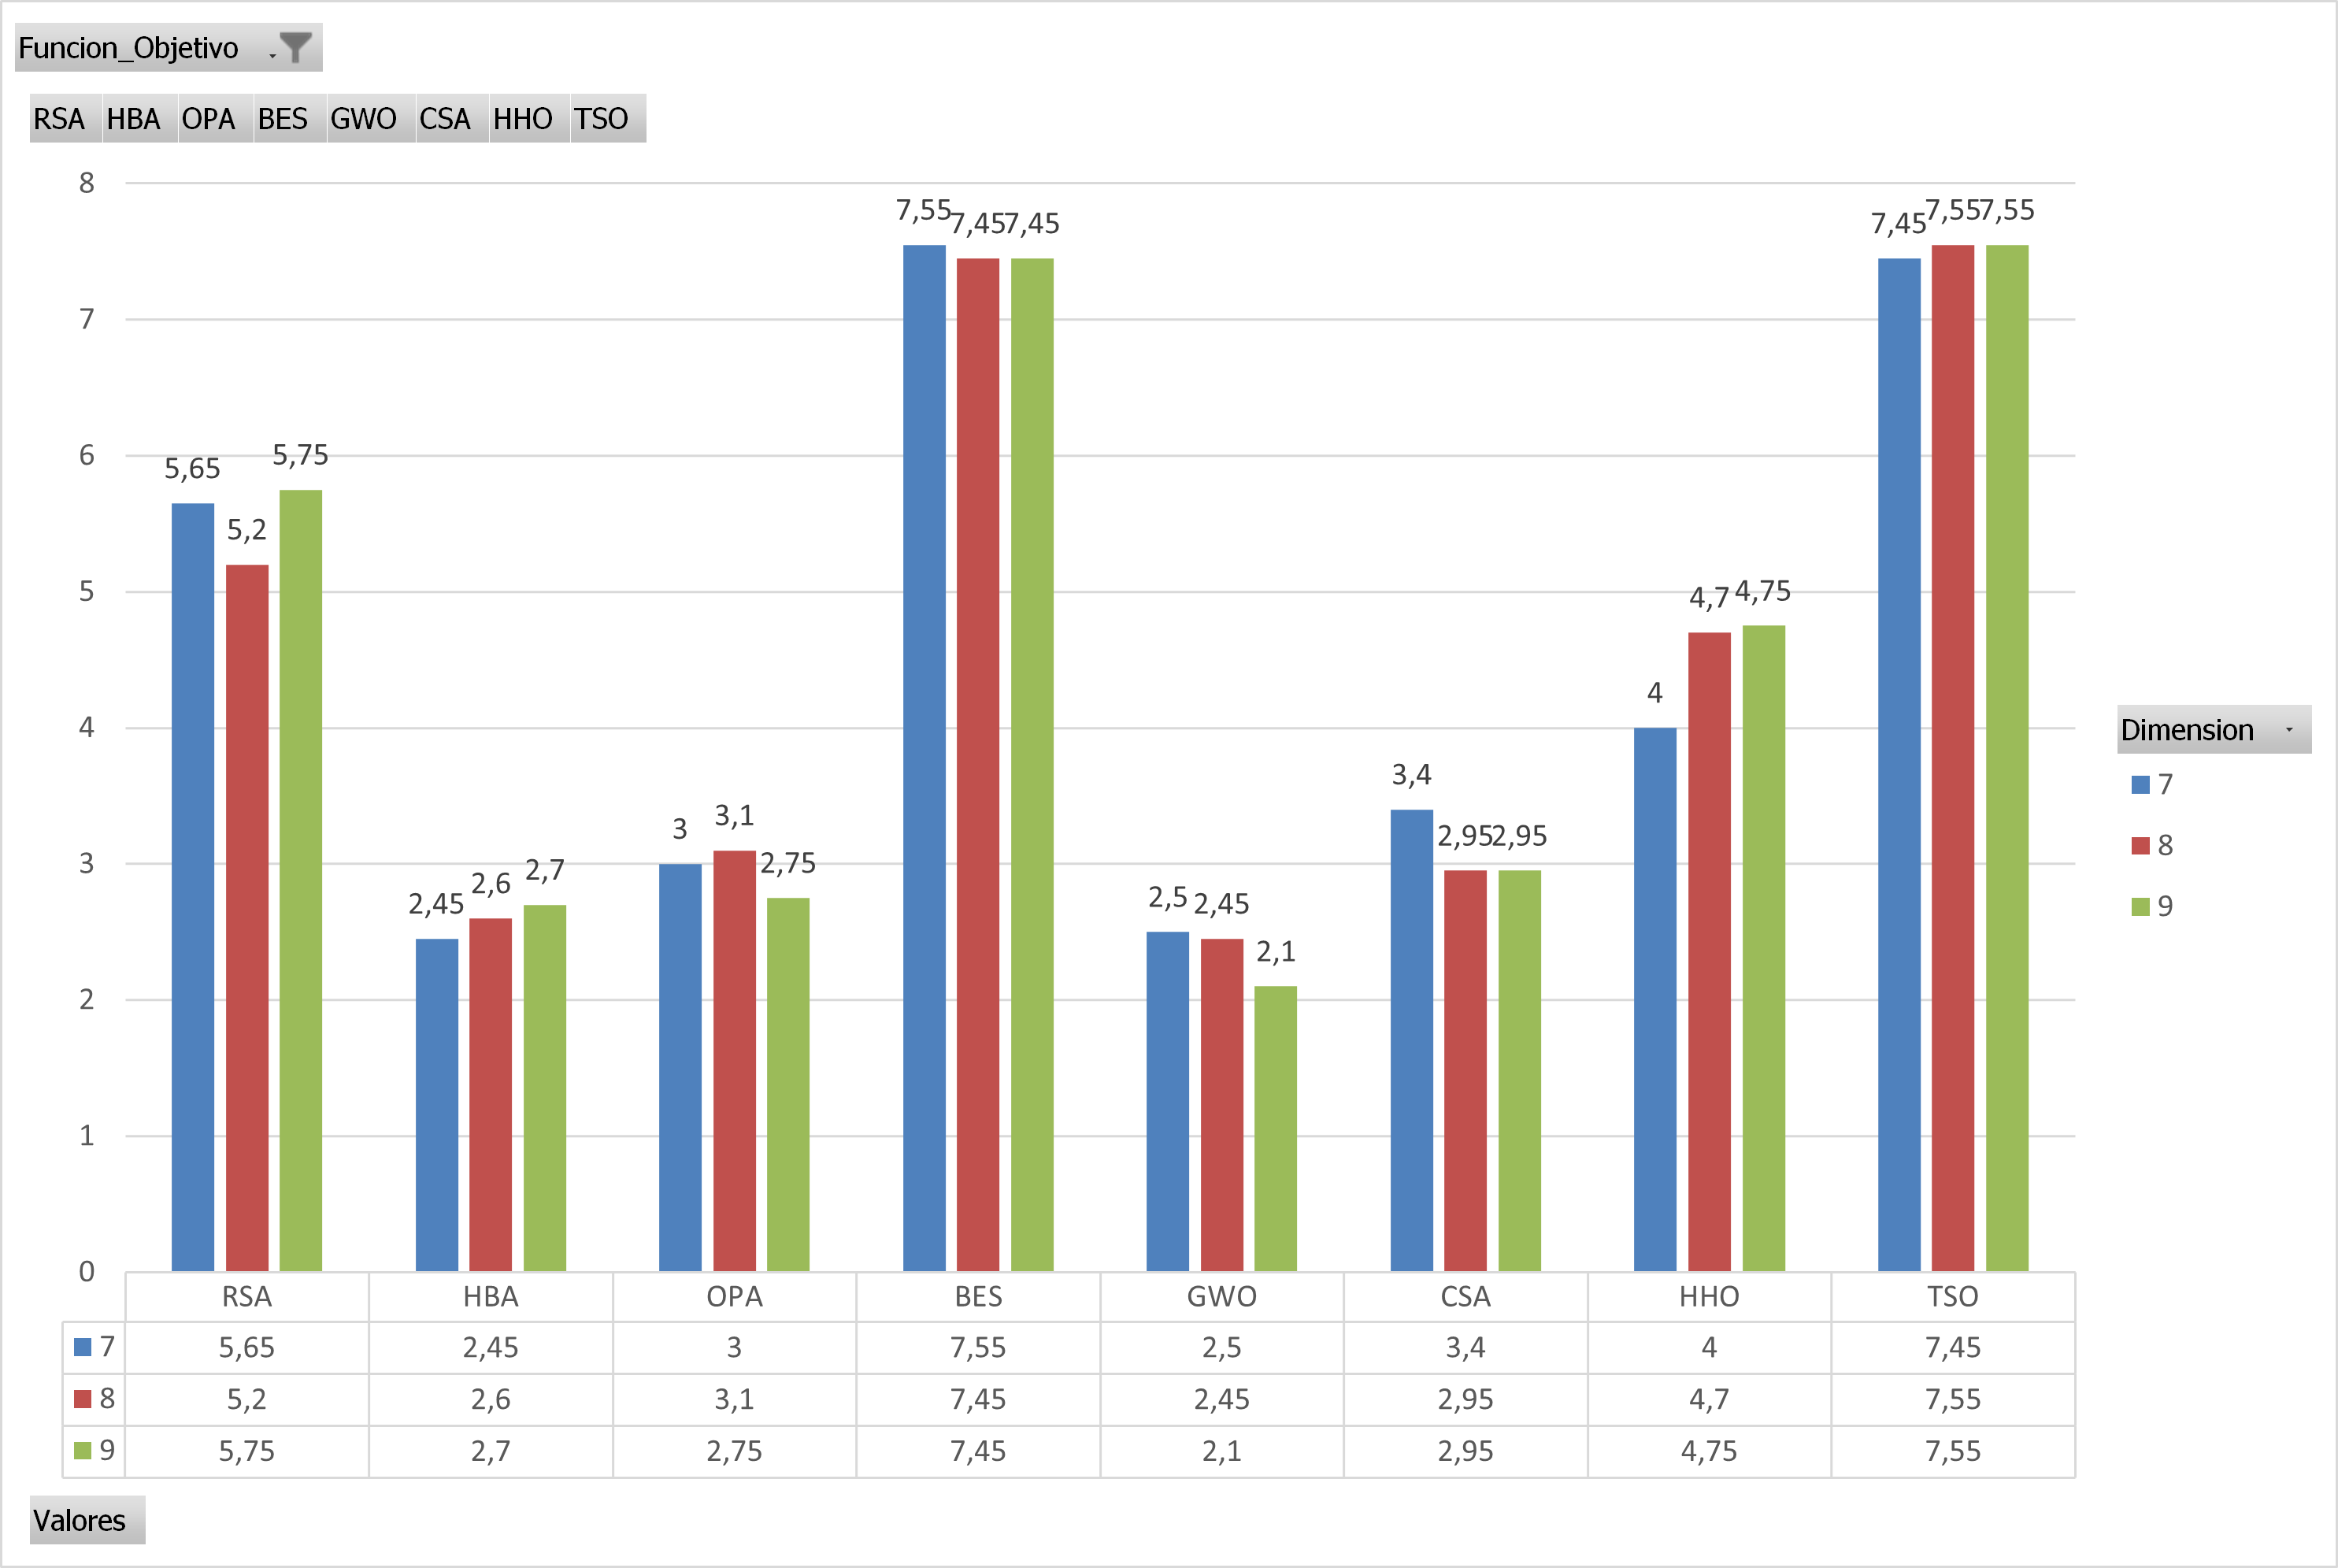 Funcion_Objetivo
RSA HBA OPA BES GWO CSA HHO TSO
8
7
6
5
4
3
2
1
0
5,65 5,2 5,75
2,45 2,6 2,7
3 3,1 2,75
7,55 7,45 7,45
2,5 2,45 2,1
3,4 2,95 2,95
4 4,7 4,75
7,45 7,55 7,55
Dimension
7
8
9
RSA HBA OPA BES GWO CSA HHO TSO
7 5,65 2,45 3 7,55 2,5 3,4 4 7,45
8 5,2 2,6 3,1 7,45 2,45 2,95 4,7 7,55
9 5,75 2,7 2,75 7,45 2,1 2,95 4,75 7,55
Valores